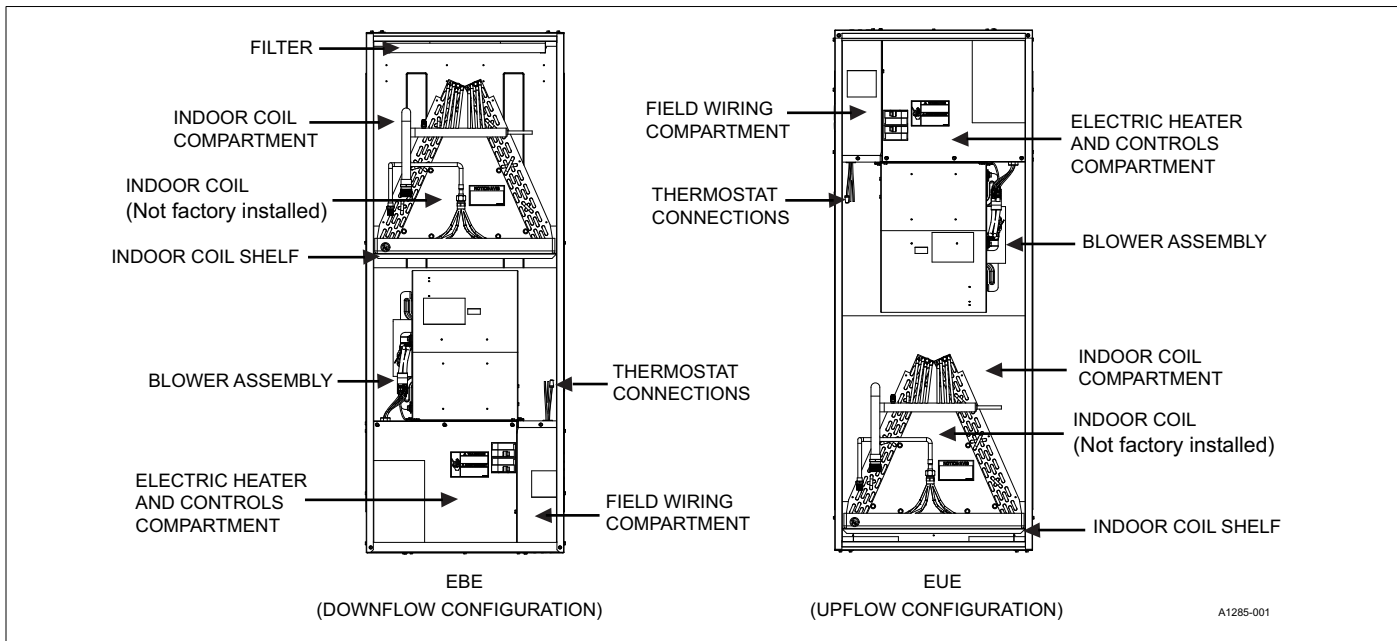 FILTER
INDOOR COIL
COMPARTMENT
INDOOR COIL
(Not factory installed)
INDOOR COIL SHELF
BLOWER ASSEMBLY
THERMOSTAT
CONNECTIONS
ELECTRIC HEATER
AND CONTROLS
COMPARTMENT
FIELD WIRING
COMPARTMENT
EBE
(DOWNFLOW CONFIGURATION)
FIELD WIRING
COMPARTMENT
ELECTRIC HEATER
AND CONTROLS
COMPARTMENT
THERMOSTAT
CONNECTIONS
BLOWER ASSEMBLY
INDOOR COIL
COMPARTMENT
INDOOR COIL
(Not factory installed)
INDOOR COIL SHELF
EUE
(UPFLOW CONFIGURATION)
A1285-001